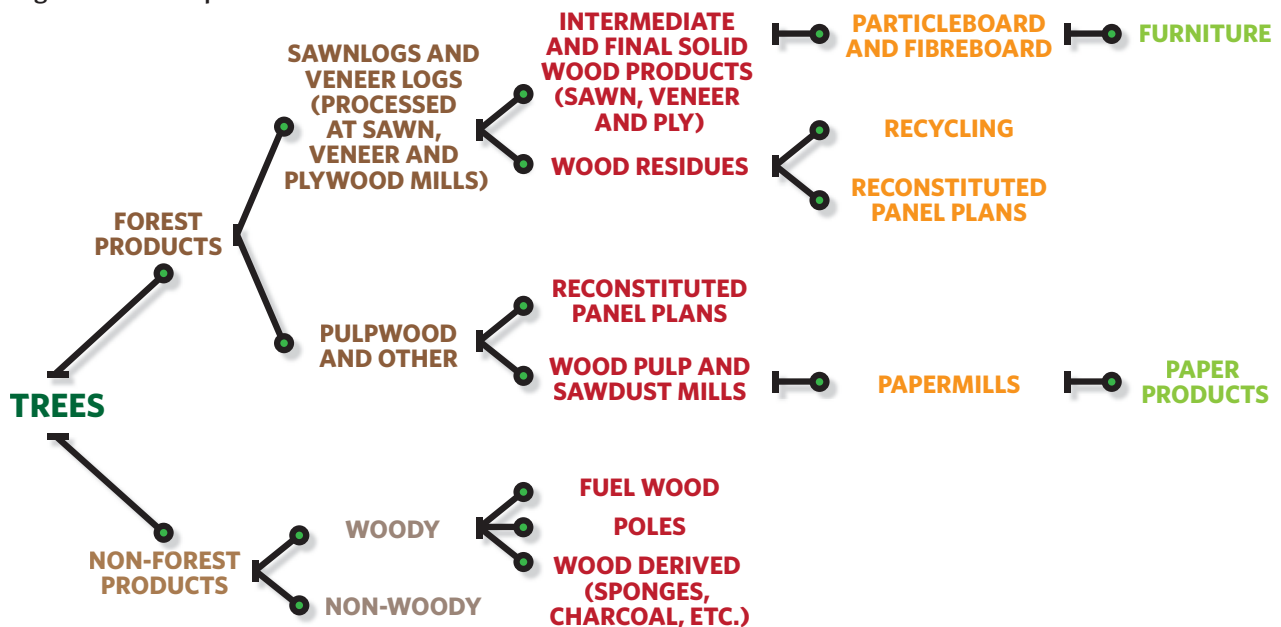 INTERMEDIATE
AND FINAL SOLID
WOOD PRODUCTS
(SAWN, VENEER
AND PLY)
PARTICLEBOARD
AND FIBREBOARD
FURNITURE
SAWNLOGS AND
VENEER LOGS
(PROCESSED
AT SAWN,
VENEER AND
PLYWOOD MILLS)
WOOD RESIDUES
RECYCLING
RECONSTITUTED
PANEL PLANS
FOREST
PRODUCTS
RECONSTITUTED
PANEL PLANS
PULPWOOD
AND OTHER
WOOD PULP AND
SAWDUST MILLS
PAPERMILLS
PAPER
PRODUCTS
TREES
FUEL WOOD
WOODY
POLES
NON-FOREST
PRODUCTS
WOOD DERIVED
(SPONGES,
CHARCOAL, ETC.)
NON-WOODY